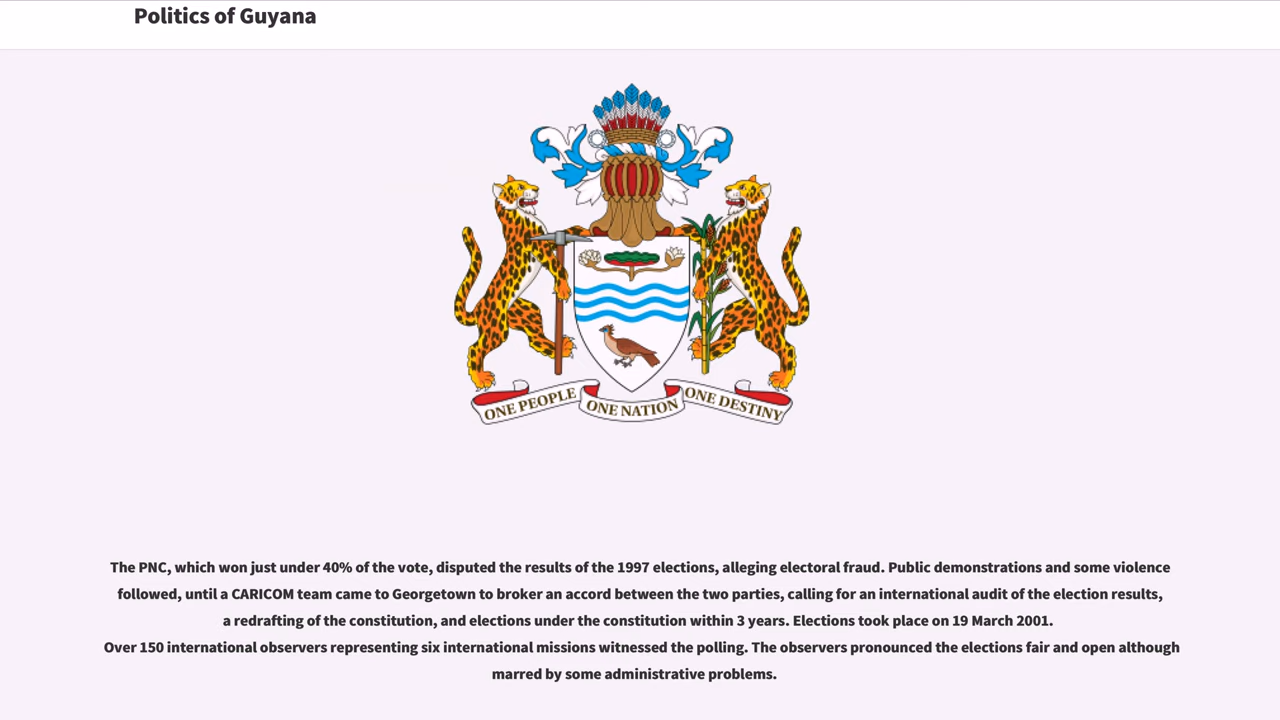 Politics of Guyana
ONE PEOPLE
ONE NATION
ONE DESTINY
The PNC, which won just under 40% of the vote, disputed the results of the 1997 elections, alleging electoral fraud. Public demonstrations and some violence
followed, until a CARICOM team came to Georgetown to broker an accord between the two parties, calling for an international audit of the election results,
a redrafting of the constitution, and elections under the constitution within 3 years. Elections took place on 19 March 2001.
Over 150 international observers representing six international missions witnessed the polling. The observers pronounced the elections fair and open although
marred by some administrative problems.